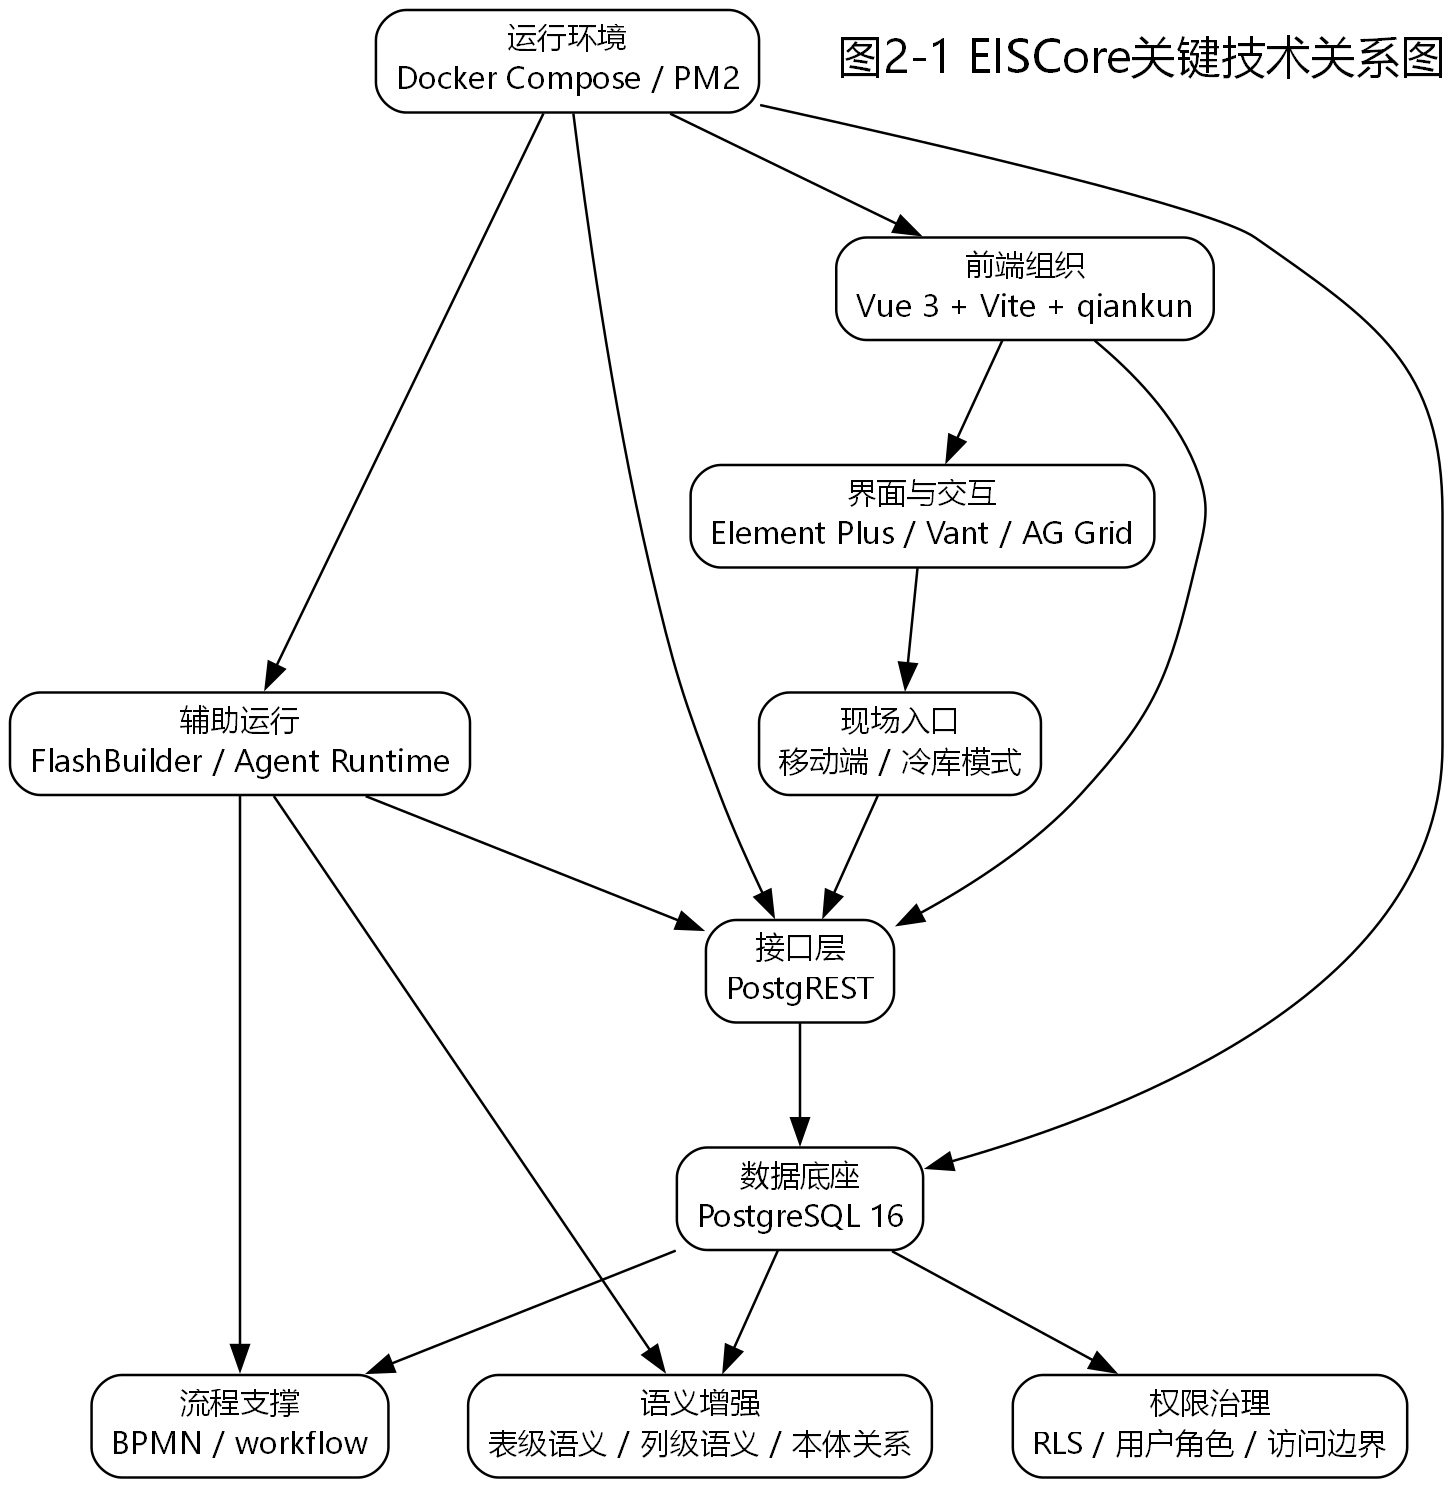 图2-1 EISCore关键技术关系图
运行环境
Docker Compose / PM2
前端组织
Vue 3 + Vite + qiankun
界面与交互
Element Plus / Vant / AG Grid
辅助运行
FlashBuilder / Agent Runtime
现场入口
移动端 / 冷库模式
接口层
PostgREST
数据底座
PostgreSQL 16
流程支撑
BPMN / workflow
语义增强
表级语义 / 列级语义 / 本体关系
权限治理
RLS / 用户角色 / 访问边界